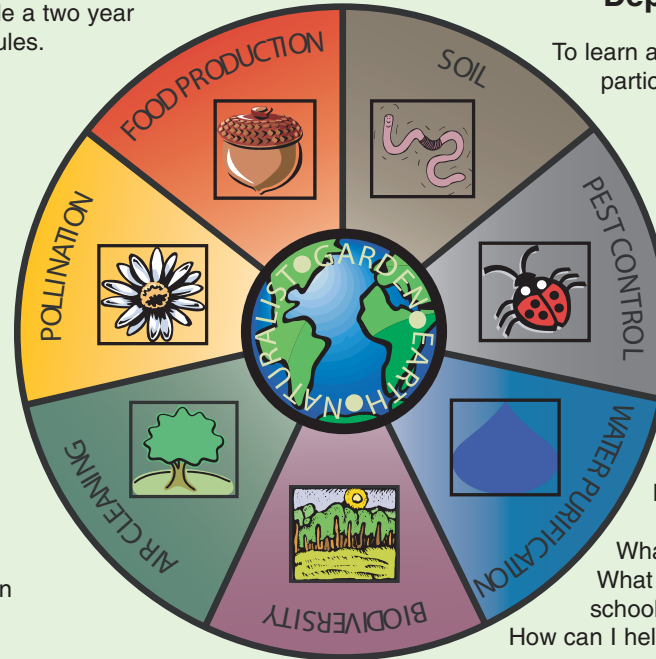 le a two year
ules.
Dep
To learn a
partic
FOOD PRODUCTION
SOIL
PEST CONTROL
WATER PURIFICATION
BIODIVERSITY
AIR CLEANING
POLLINATION
NATURALIST • GARDEN • EARTH •
n
Wha
What
school
How can I hel